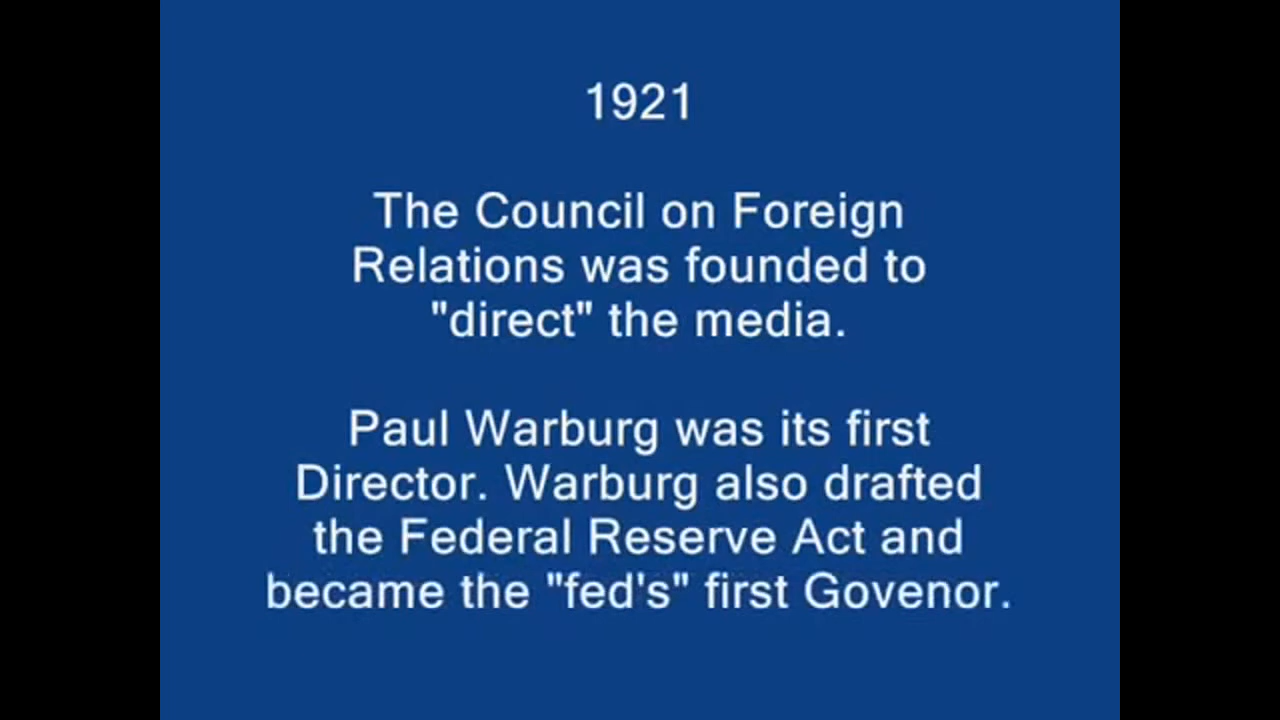 1921
The Council on Foreign
Relations was founded to
"direct" the media.
Paul Warburg was its first
Director. Warburg also drafted
the Federal Reserve Act and
became the "fed's" first Govenor.